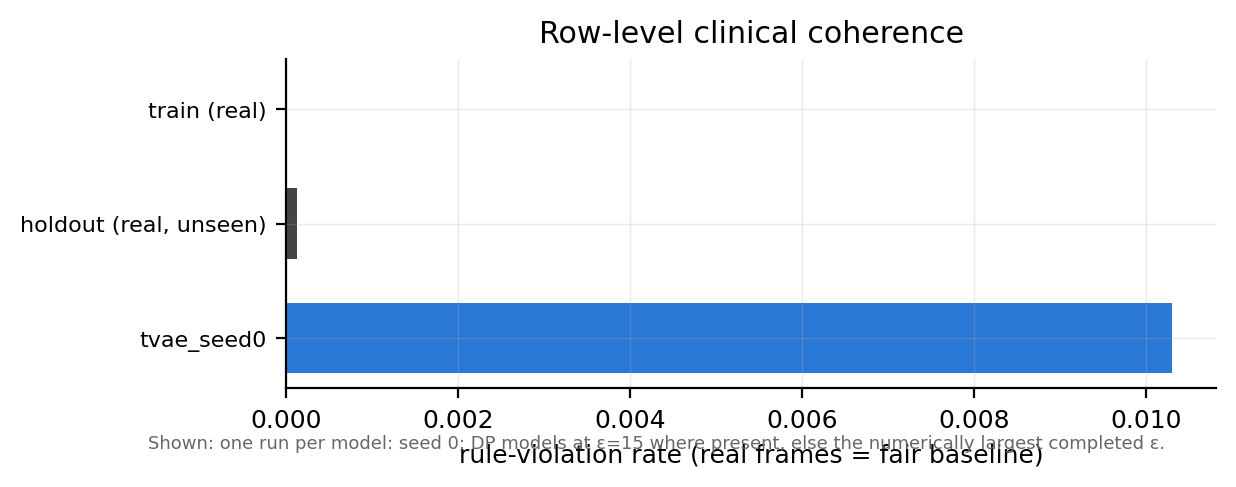 Row-level clinical coherence
train (real)
holdout (real, unseen)
tvae_seed0
0.000 0.002 0.004 0.006 0.008 0.010
Shown: one run per model: seed 0; DP models at ε=15 where present, else the numerically largest completed ε.
rule-violation rate (real frames = fair baseline)